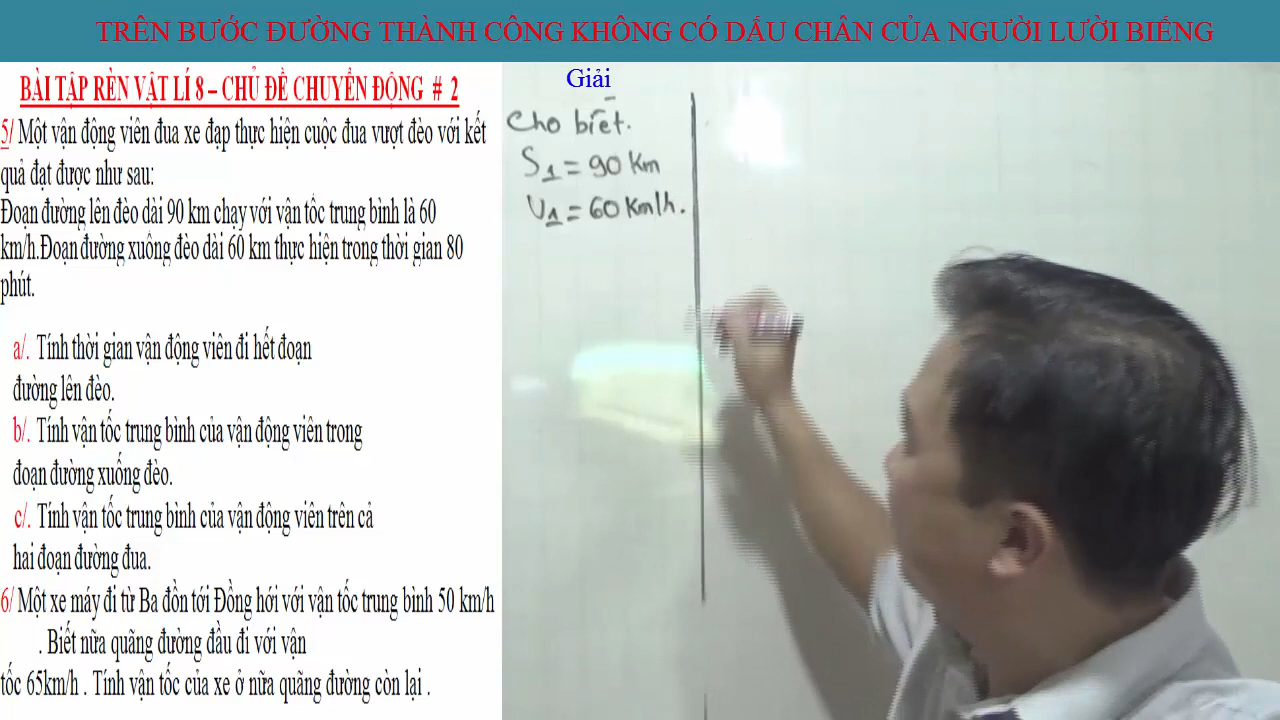 TRÊN BƯỚC ĐƯỜNG THÀNH CÔNG KHÔNG CÓ DẤU CHÂN CỦA NGƯỜI LƯỜI BIẾNG
BÀI TẬP RÈN VẬT LÍ 8 – CHỦ ĐỀ CHUYỂN ĐỘNG # 2
5/ Một vận động viên đua xe đạp thực hiện cuộc đua vượt đèo với kết
quả đạt được như sau:
Đoạn đường lên đèo dài 90 km chạy với vận tốc trung bình là 60
km/h.Đoạn đường xuống đèo dài 60 km thực hiện trong thời gian 80
phút.
a/. Tính thời gian vận động viên đi hết đoạn
đường lên đèo.
b/. Tính vận tốc trung bình của vận động viên trong
đoạn đường xuống đèo.
c/. Tính vận tốc trung bình của vận động viên trên cả
hai đoạn đường đua.
6/ Một xe máy đi từ Ba đồn tới Đồng hới với vận tốc trung bình 50 km/h
. Biết nữa quãng đường đầu đi với vận
tốc 65km/h . Tính vận tốc của xe ở nữa quãng đường còn lại .
Giải
Cho biết.
S1 = 90 Km
V1 = 60 Km/h.